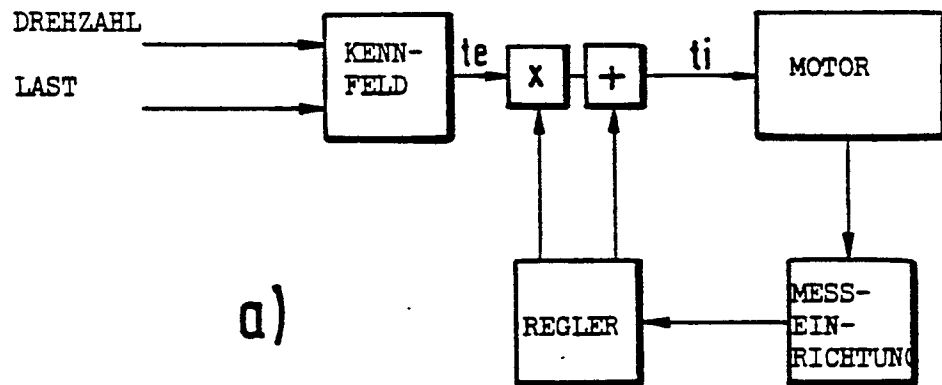 DREHZAHL
LAST
KENN-
FELD
te
x
+
ti
MOTOR
a)
REGLER
MESS-
EIN-
RICHTUNG